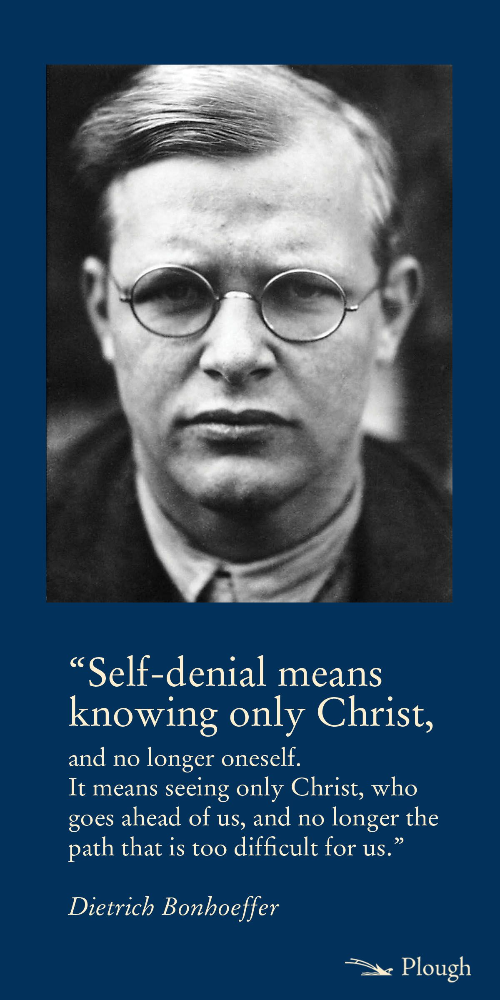 “Self-denial means
knowing only Christ,
and no longer oneself.
It means seeing only Christ, who
goes ahead of us, and no longer the
path that is too difficult for us.”
Dietrich Bonhoeffer
Plough